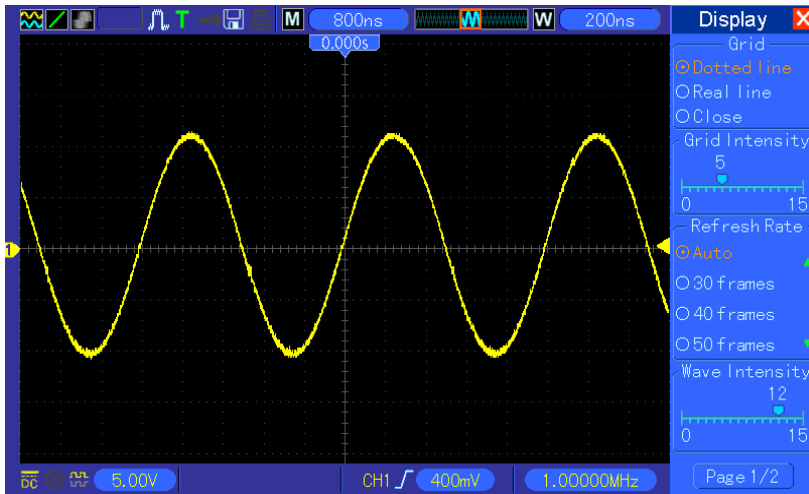 T M 800ns W 200ns Display X
0.000s
Grid
Dotted line
Real line
Close
Grid Intensity
5
0 15
Refresh Rate
Auto
30 frames
40 frames
50 frames
Wave Intensity
12
0 15
1
DC 5.00V CH1 400mV 1.00000MHz Page 1/2